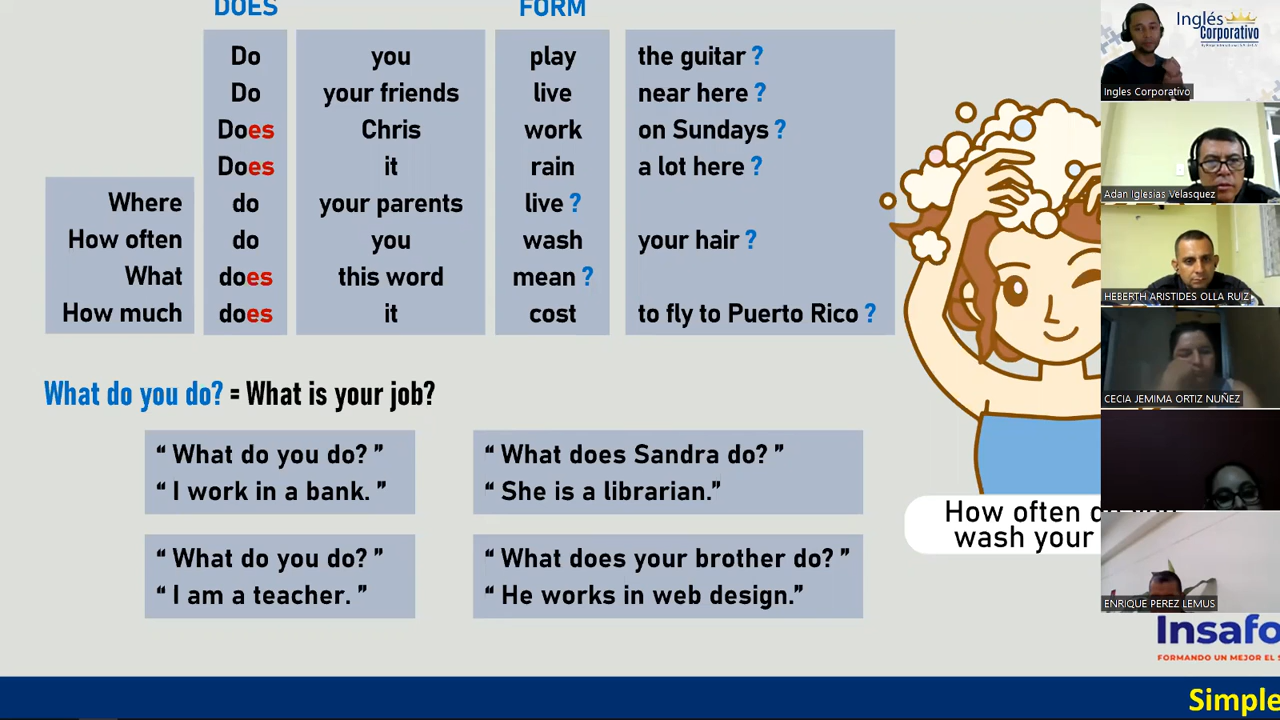 DOES FORM
Do you play the guitar ?
Do your friends live near here ?
Does Chris work on Sundays ?
Does it rain a lot here ?
Where do your parents live ?
How often do you wash your hair ?
What does this word mean ?
How much does it cost to fly to Puerto Rico ?
What do you do? = What is your job?
“ What do you do? ”
“ I work in a bank. ”
“ What does Sandra do? ”
“ She is a librarian.”
“ What do you do? ”
“ I am a teacher. ”
“ What does your brother do? ”
“ He works in web design.”
How often
wash your
Inglés
Corporativo
Ingles Corporativo
Adan Iglesias Velasquez
HEBERTH ARISTIDES OLLA RUIZ
CECIA JEMIMA ORTIZ NUÑEZ
ENRIQUE PEREZ LEMUS
Insafo
FORMANDO UN MEJOR EL S
Simple